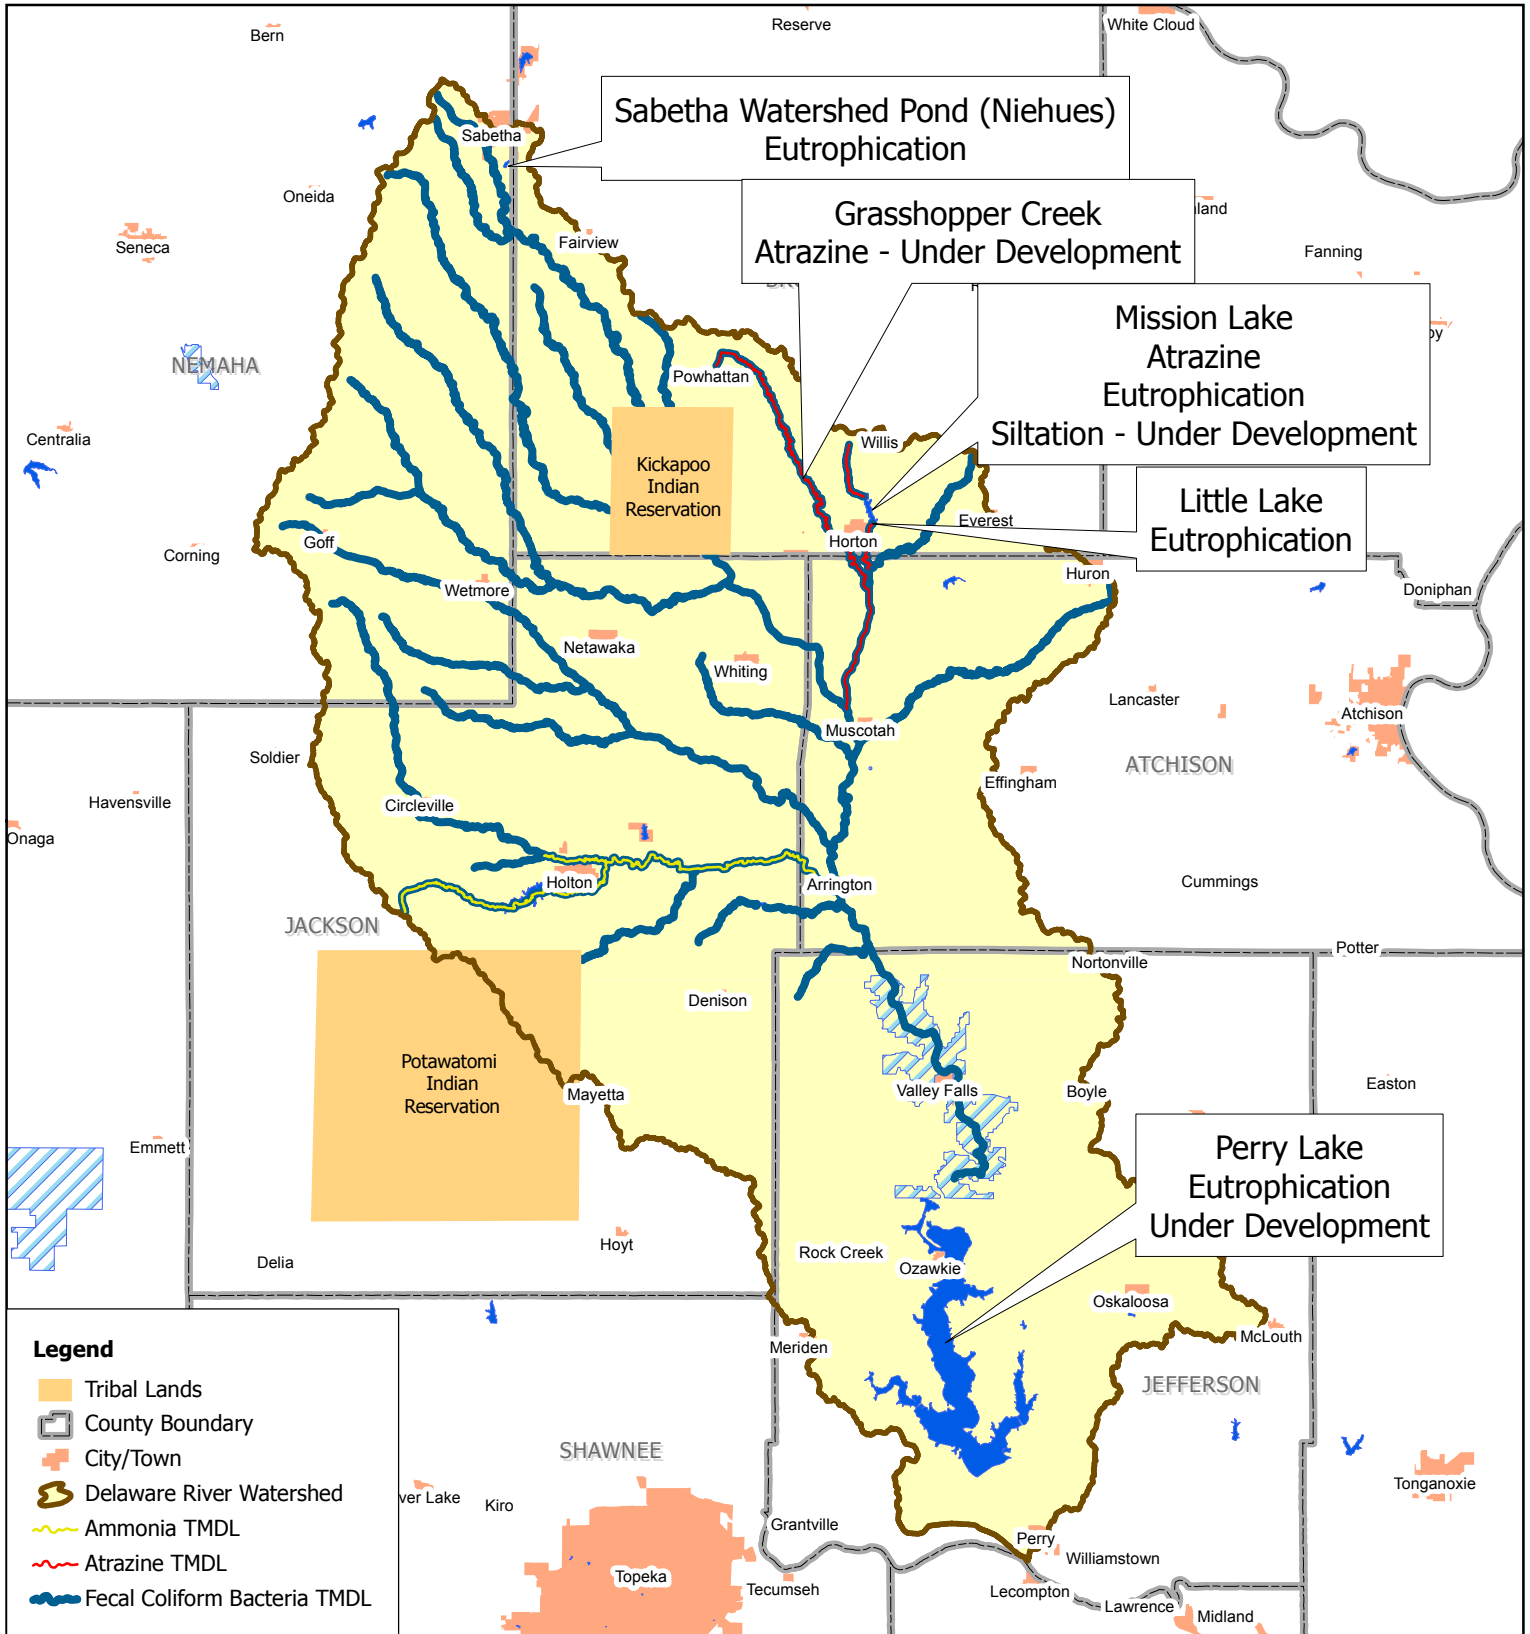 Bern
Reserve
White Cloud
Sabetha Watershed Pond (Niehues)
Eutrophication
Sabetha
Oneida
Grasshopper Creek
Atrazine - Under Development
Seneca
Fairview
Fanning
Mission Lake
Atrazine
Eutrophication
Siltation - Under Development
NEMAHA
Powhattan
Centralia
Willis
Kickapoo
Indian
Reservation
Little Lake
Eutrophication
Everest
Horton
Goff
Corning
Wetmore
Huron
Doniphan
Netawaka
Whiting
Lancaster
Atchison
Muscotah
Soldier
ATCHISON
Effingham
Havensville
Circleville
Onaga
Holton
Arrington
Cummings
JACKSON
Potter
Nortonville
Denison
Potawatomi
Indian
Reservation
Mayetta
Valley Falls
Boyle
Easton
Emmett
Perry Lake
Eutrophication
Under Development
Hoyt
Rock Creek
Delia
Ozawkie
Oskaloosa
McLouth
Meriden
JEFFERSON
Legend
Tribal Lands
County Boundary
City/Town
Delaware River Watershed
Ammonia TMDL
Atrazine TMDL
Fecal Coliform Bacteria TMDL
SHAWNEE
ver Lake
Kiro
Tonganoxie
Grantville
Perry
Williamstown
Topeka
Tecumseh
Lecompton
Lawrence
Midland